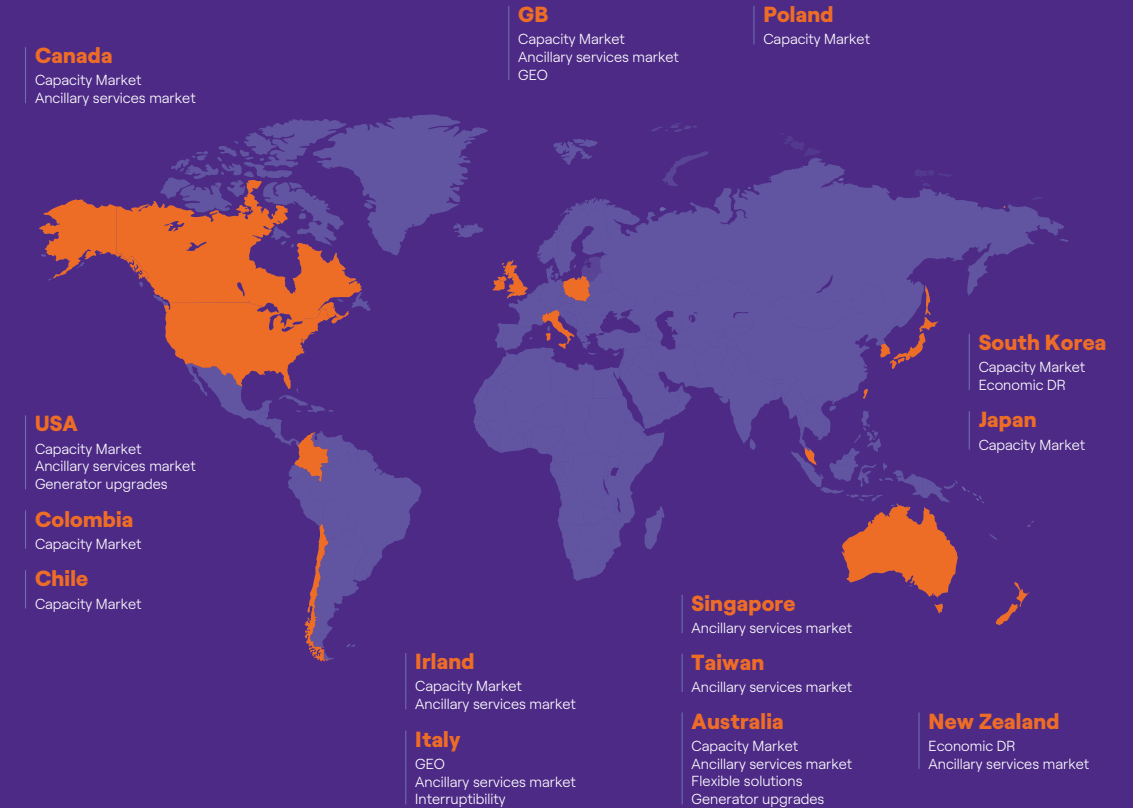 GB
Capacity Market
Ancillary services market
GEO
Poland
Capacity Market
Canada
Capacity Market
Ancillary services market
South Korea
Capacity Market
Economic DR
Japan
Capacity Market
USA
Capacity Market
Ancillary services market
Generator upgrades
Colombia
Capacity Market
Chile
Capacity Market
Irland
Capacity Market
Ancillary services market
Italy
GEO
Ancillary services market
Interruptibility
Singapore
Ancillary services market
Taiwan
Ancillary services market
Australia
Capacity Market
Ancillary services market
Flexible solutions
Generator upgrades
New Zealand
Economic DR
Ancillary services market